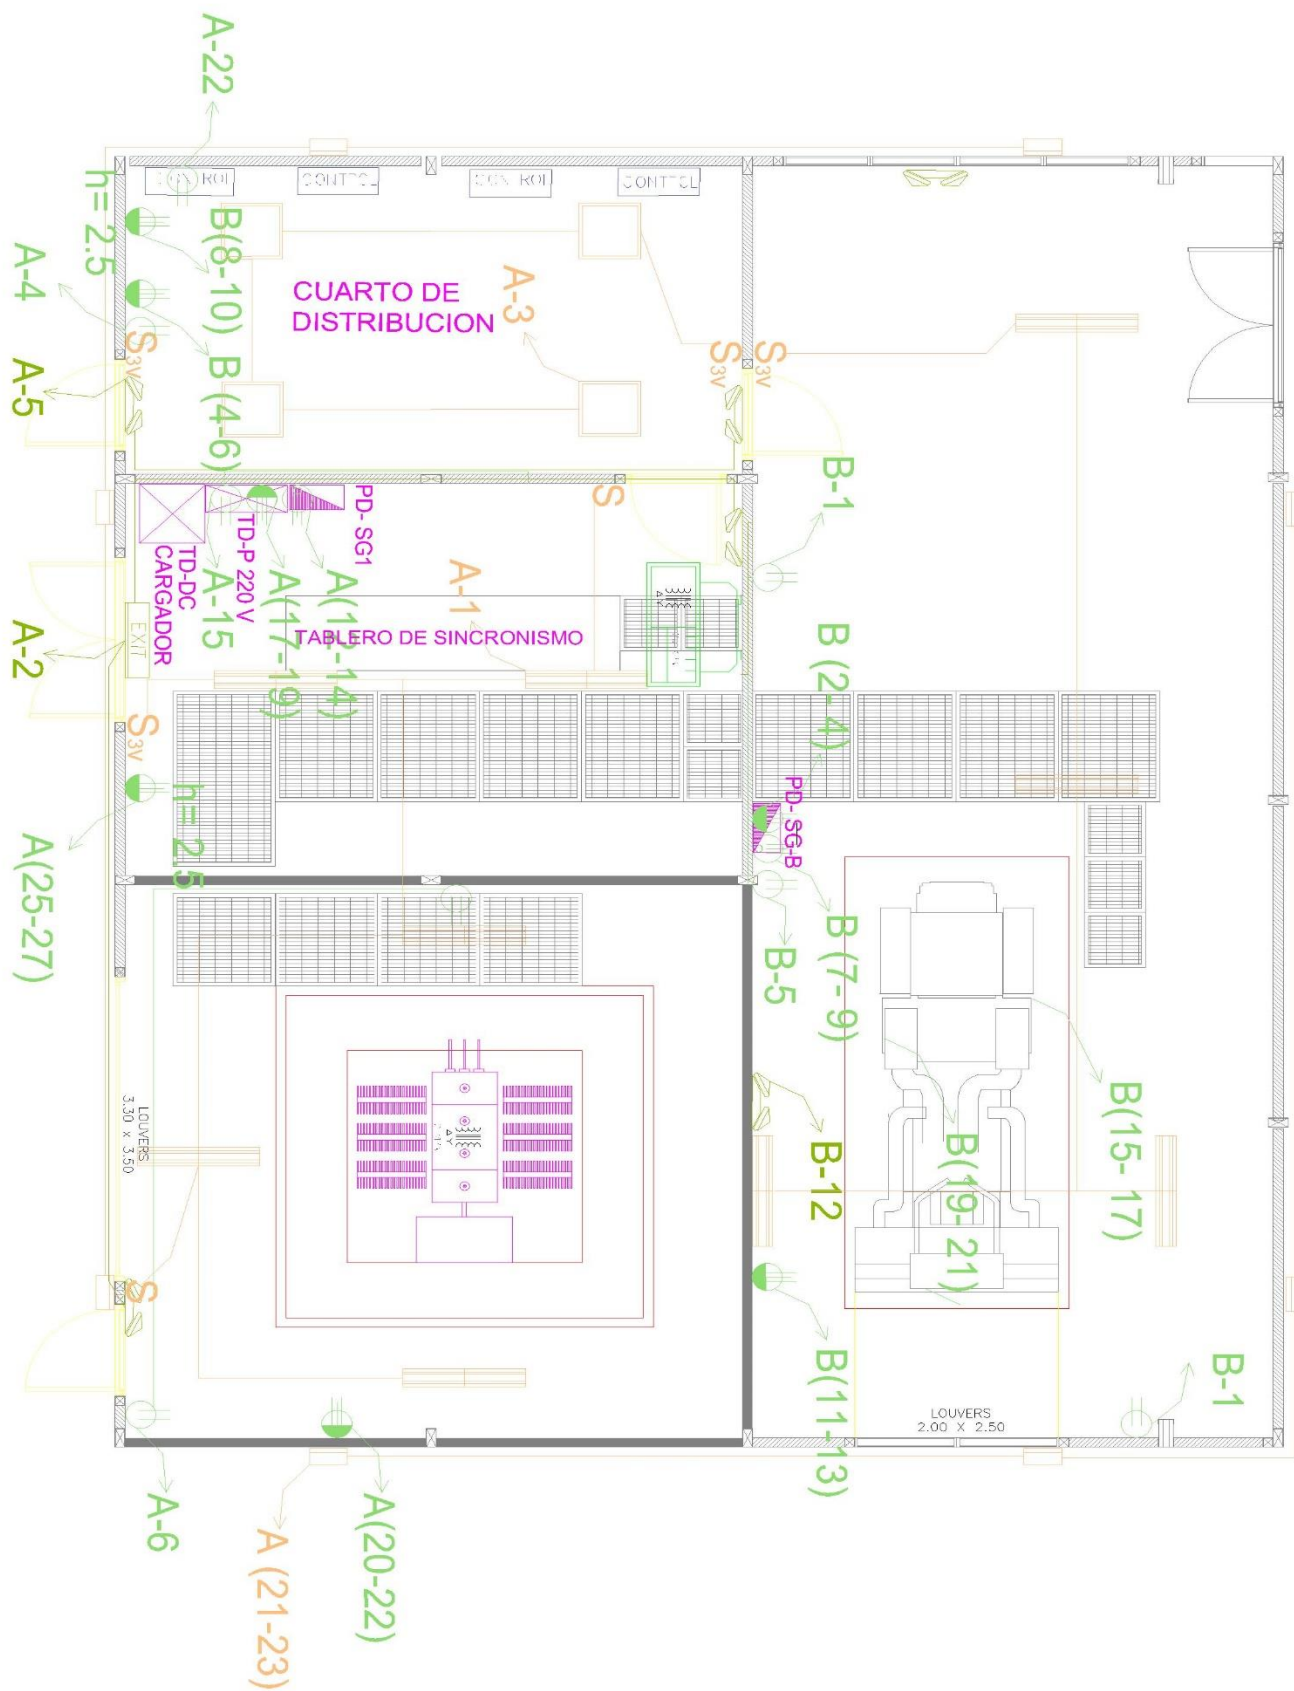 A-22
CONTROL
CONTROL
CONTROL
CONTROL
h= 2.5
B(8-10)
A-4
CUARTO DE
DISTRIBUCION
A-3
S3V
S3V
S3V
A-5
B (4-6)
B-1
S
PD- SG1
TD-P 220 V
TD-DC
CARGADOR
A-15
A(17-19)
A(12-14)
A-1
TABLERO DE SINCRONISMO
EXIT
A-2
S3V
B (2-4)
PD- SG-B
h= 2.5
A(25-27)
B (7-9)
B-5
LOUVERS
3.30 x 3.50
B(15-17)
B-12
B(19-21)
S
B(11-13)
B-1
LOUVERS
2.00 X 2.50
A-6
A(20-22)
A (21-23)